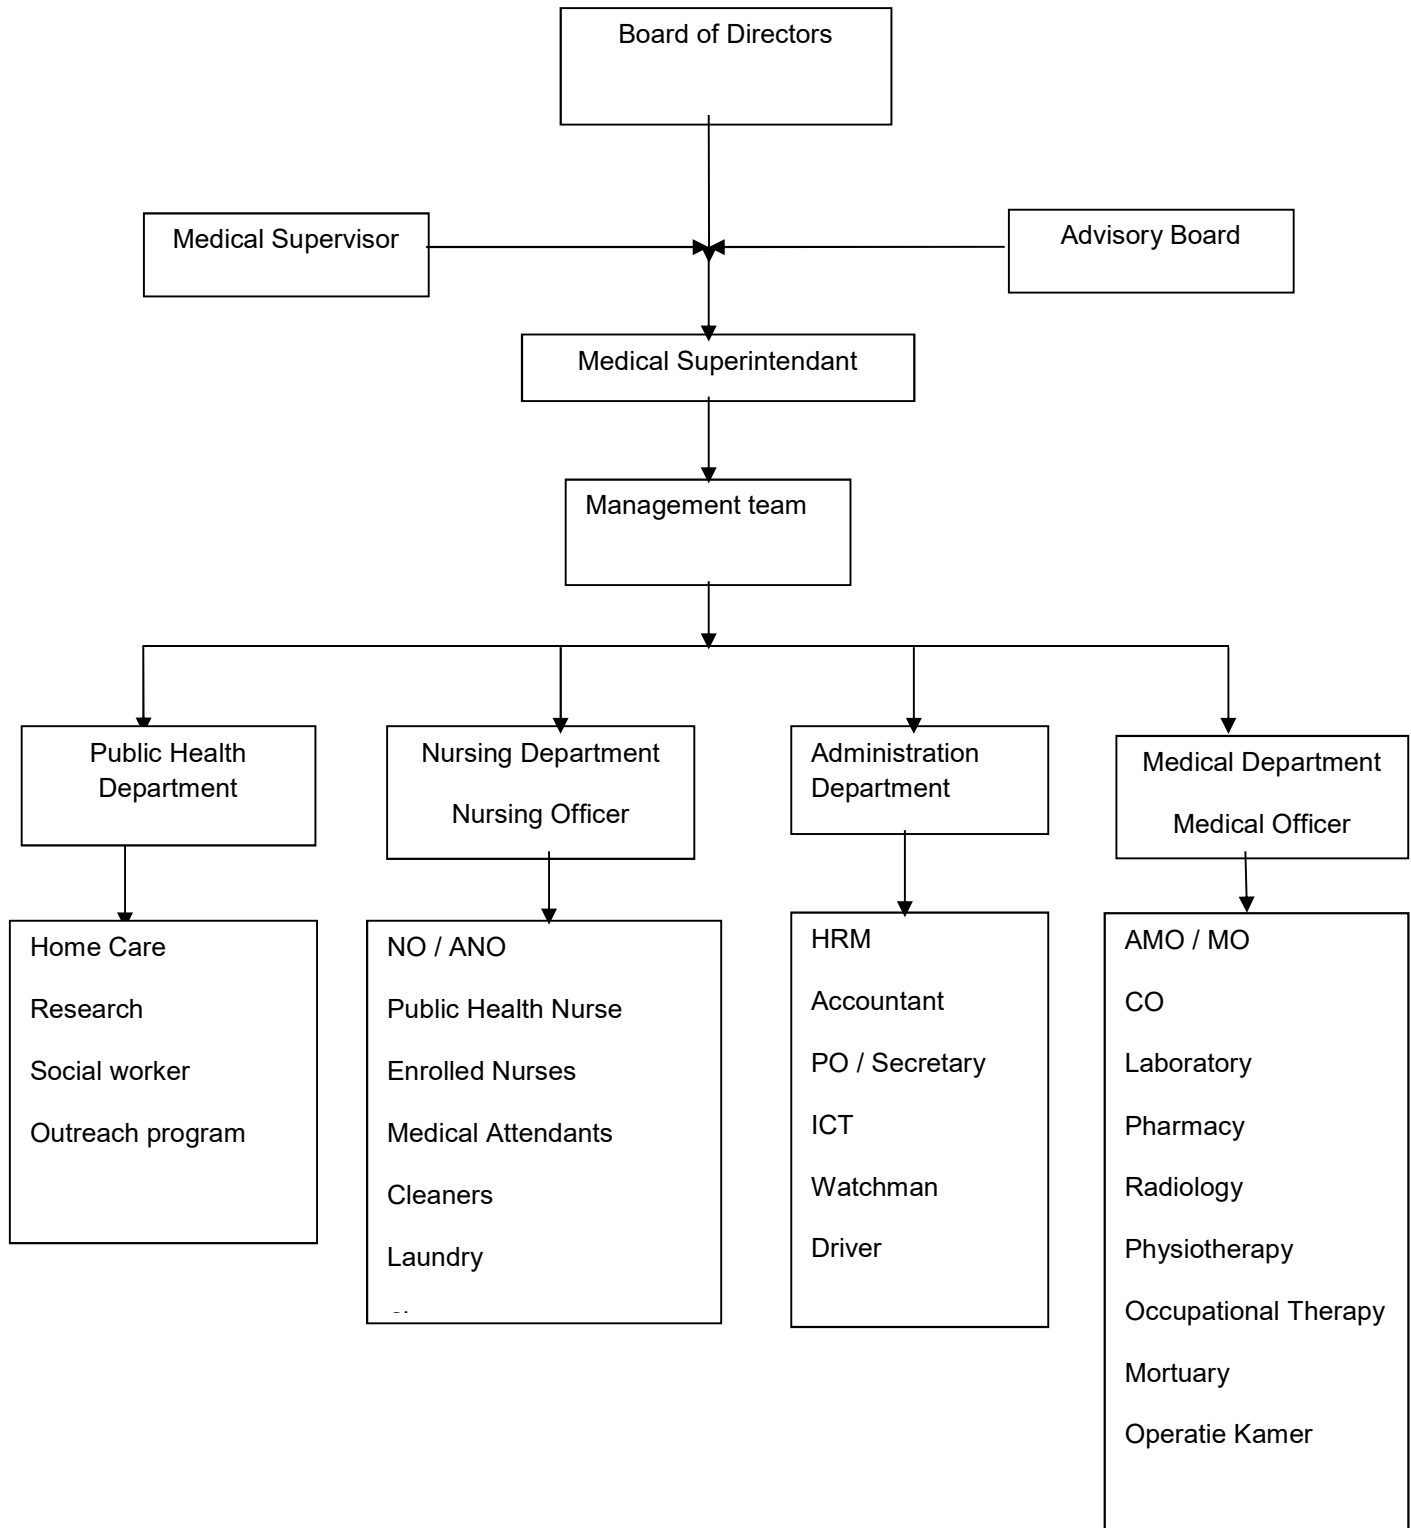 Board of Directors
Medical Supervisor
Advisory Board
Medical Superintendant
Management team
Public Health
Department
Nursing Department
Nursing Officer
Administration
Department
Medical Department
Medical Officer
Home Care
Research
Social worker
Outreach program
NO / ANO
Public Health Nurse
Enrolled Nurses
Medical Attendants
Cleaners
Laundry
HRM
Accountant
PO / Secretary
ICT
Watchman
Driver
AMO / MO
CO
Laboratory
Pharmacy
Radiology
Physiotherapy
Occupational Therapy
Mortuary
Operatie Kamer